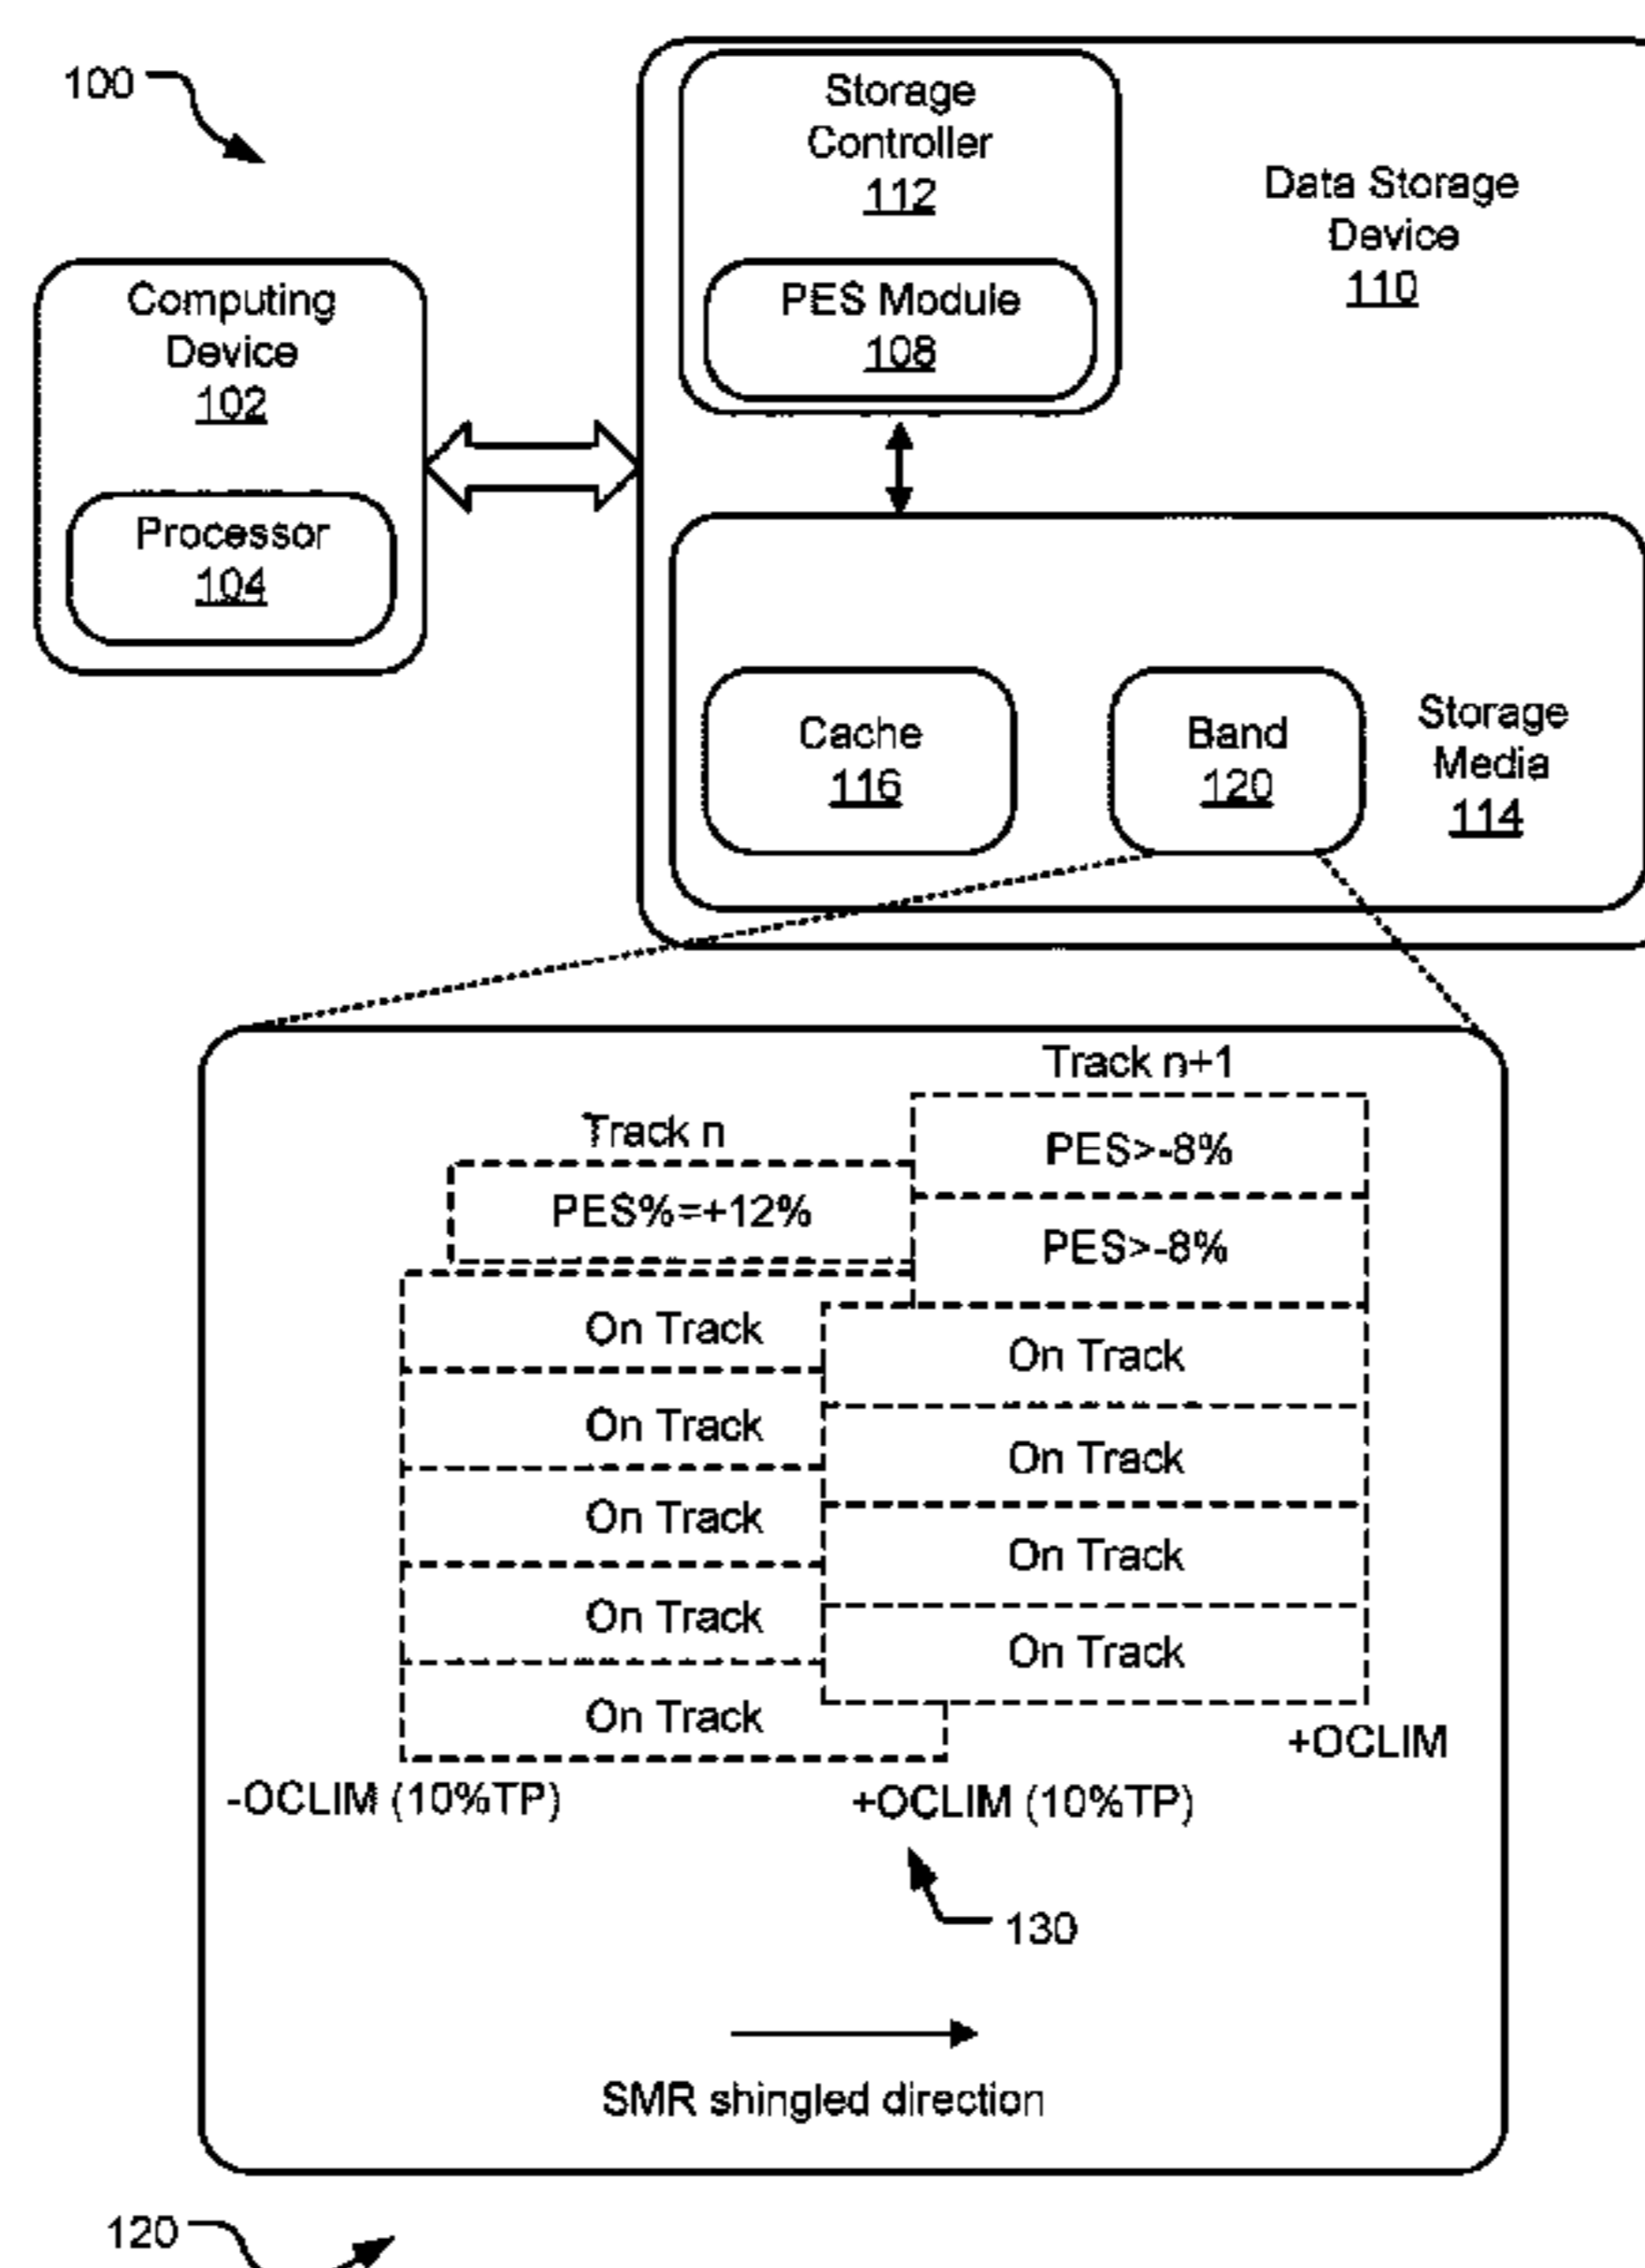 100
Storage
Controller
112
PES Module
108
Data Storage
Device
110
Computing
Device
102
Processor
104
Cache
116
Band
120
Storage
Media
114
Track n+1
Track n
PES>-8%
PES%=+12%
PES>-8%
On Track
On Track
On Track
On Track
On Track
On Track
On Track
On Track
On Track
+OCLIM
-OCLIM (10%TP)
+OCLIM (10%TP)
130
SMR shingled direction
120